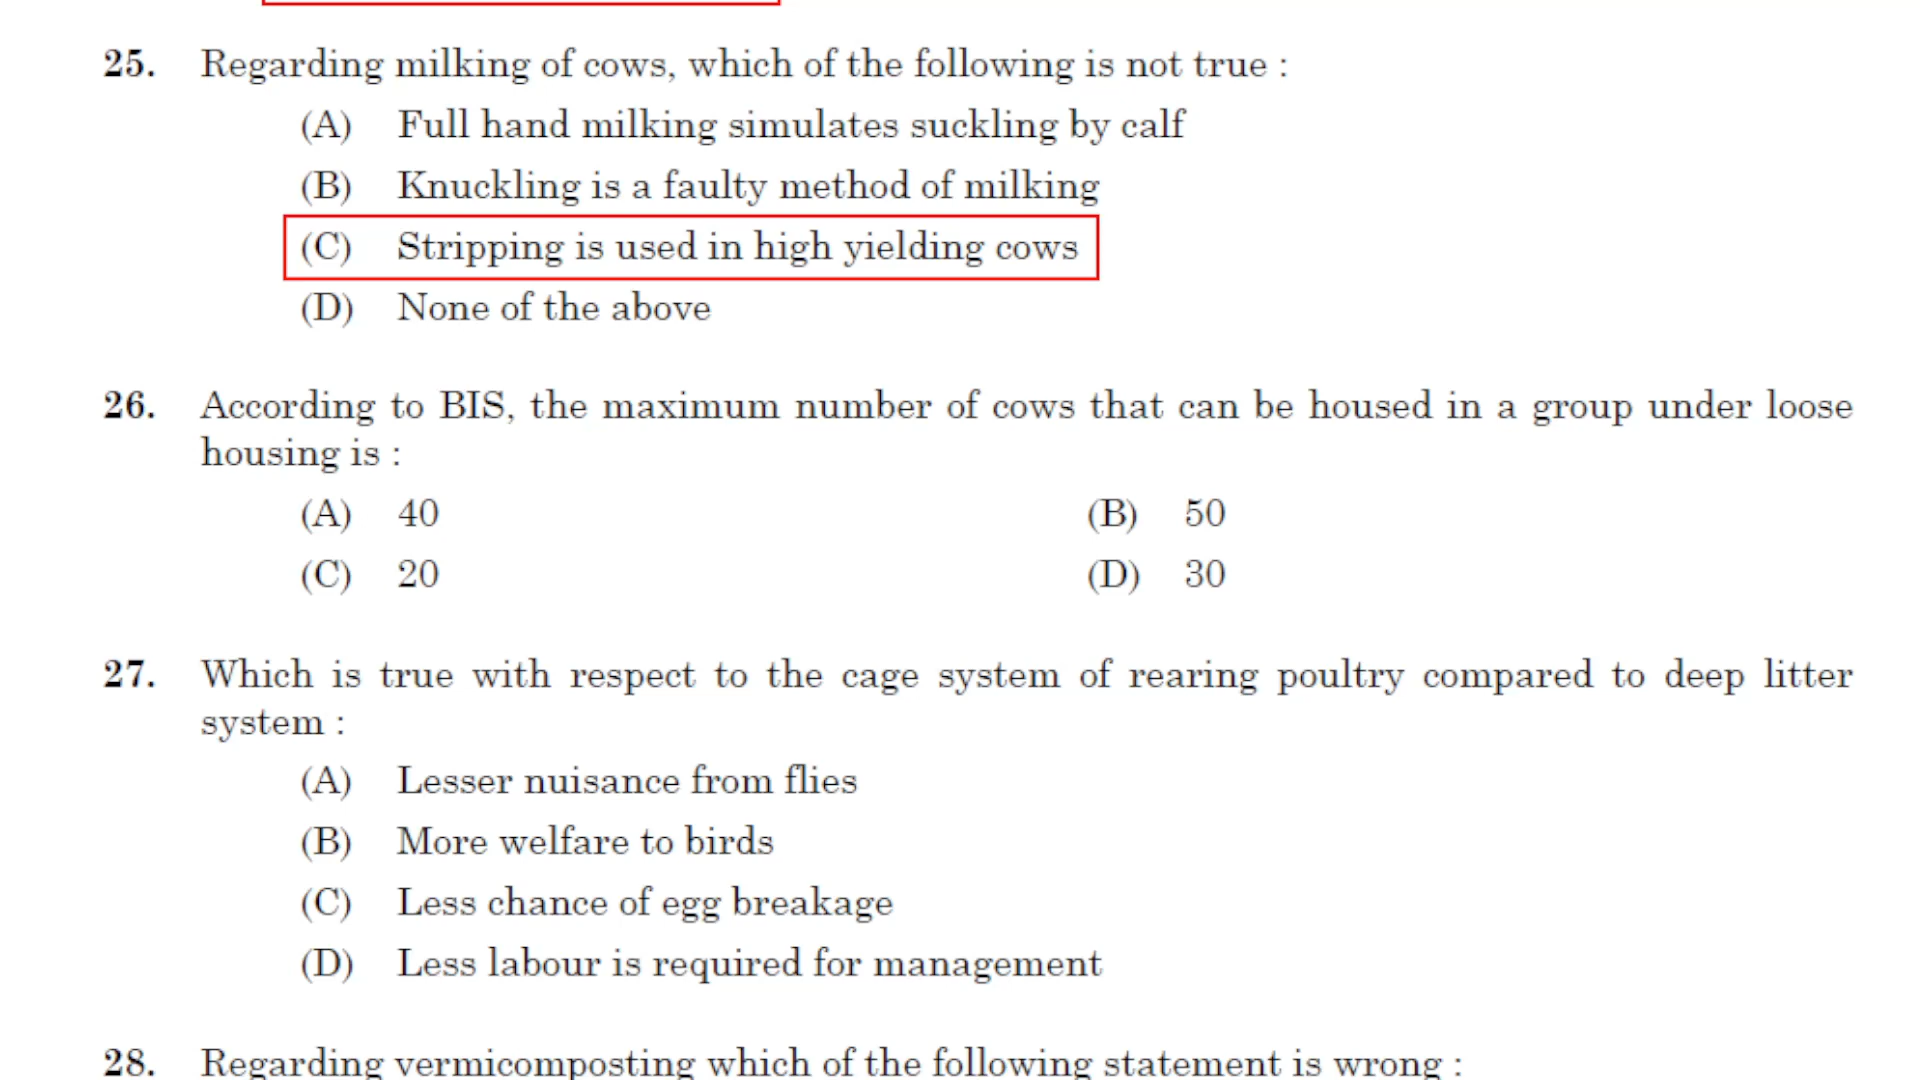 25. Regarding milking of cows, which of the following is not true :
(A) Full hand milking simulates suckling by calf
(B) Knuckling is a faulty method of milking
(C) Stripping is used in high yielding cows
(D) None of the above
26. According to BIS, the maximum number of cows that can be housed in a group under loose
housing is :
(A) 40 (B) 50
(C) 20 (D) 30
27. Which is true with respect to the cage system of rearing poultry compared to deep litter
system :
(A) Lesser nuisance from flies
(B) More welfare to birds
(C) Less chance of egg breakage
(D) Less labour is required for management
28. Regarding vermicomposting which of the following statement is wrong :